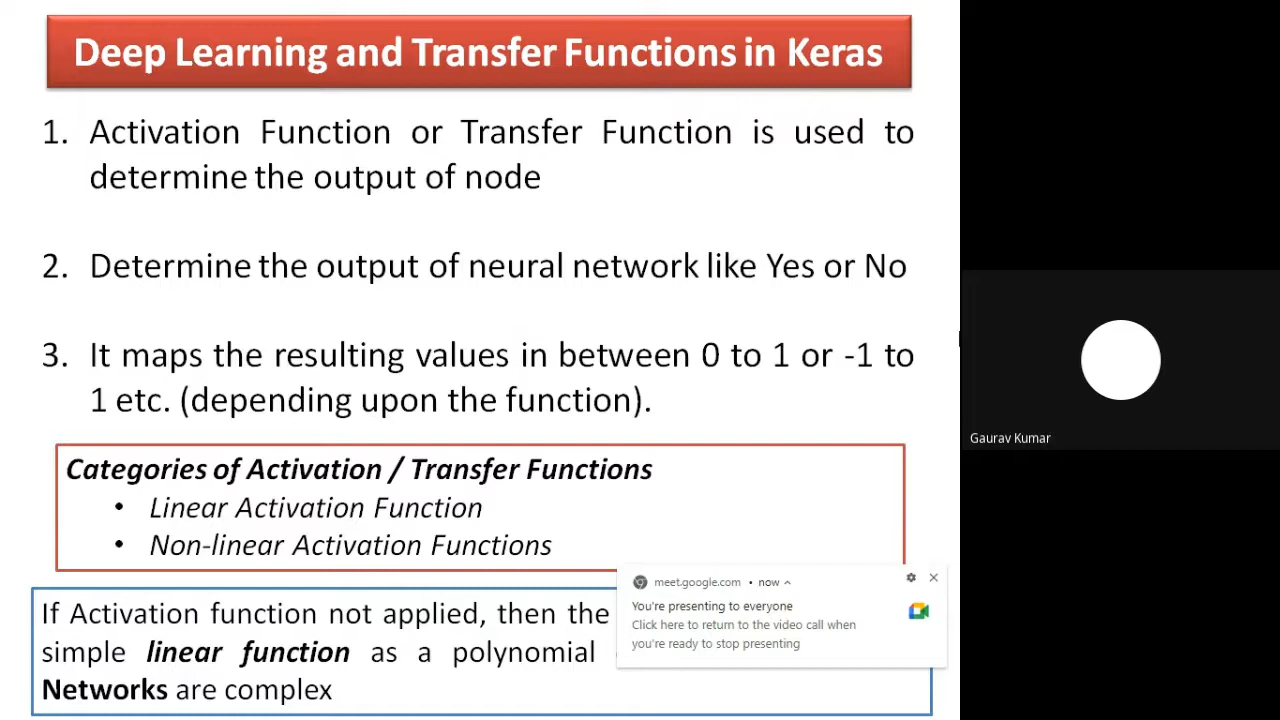 Deep Learning and Transfer Functions in Keras
1. Activation Function or Transfer Function is used to
determine the output of node
2. Determine the output of neural network like Yes or No
3. It maps the resulting values in between 0 to 1 or -1 to
1 etc. (depending upon the function).
Categories of Activation / Transfer Functions
• Linear Activation Function
• Non-linear Activation Functions
If Activation function not applied, then the
simple linear function as a polynomial
Networks are complex
meet.google.com • now
You're presenting to everyone
Click here to return to the video call when
you're ready to stop presenting
Gaurav Kumar